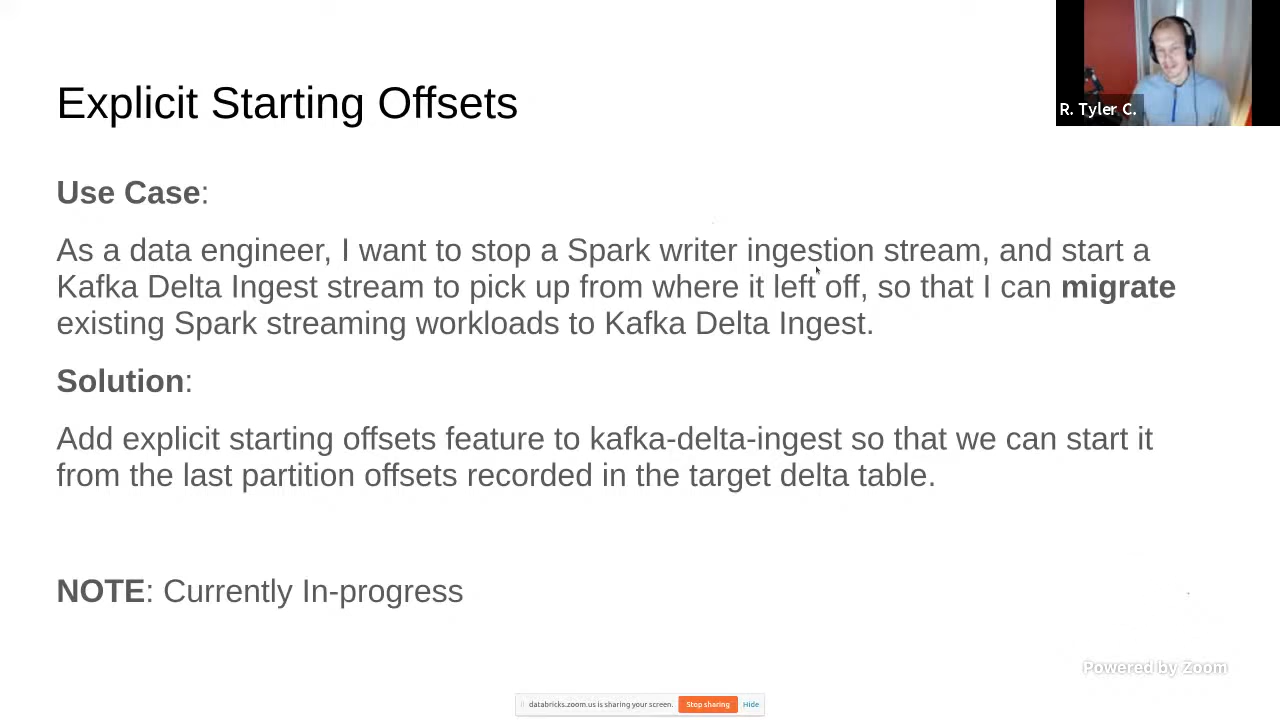 Explicit Starting Offsets
R. Tyler C.
Use Case:
As a data engineer, I want to stop a Spark writer ingestion stream, and start a
Kafka Delta Ingest stream to pick up from where it left off, so that I can migrate
existing Spark streaming workloads to Kafka Delta Ingest.
Solution:
Add explicit starting offsets feature to kafka-delta-ingest so that we can start it
from the last partition offsets recorded in the target delta table.
NOTE: Currently In-progress
Powered by Zoom
databricks.zoom.us is sharing your screen. Stop sharing Hide